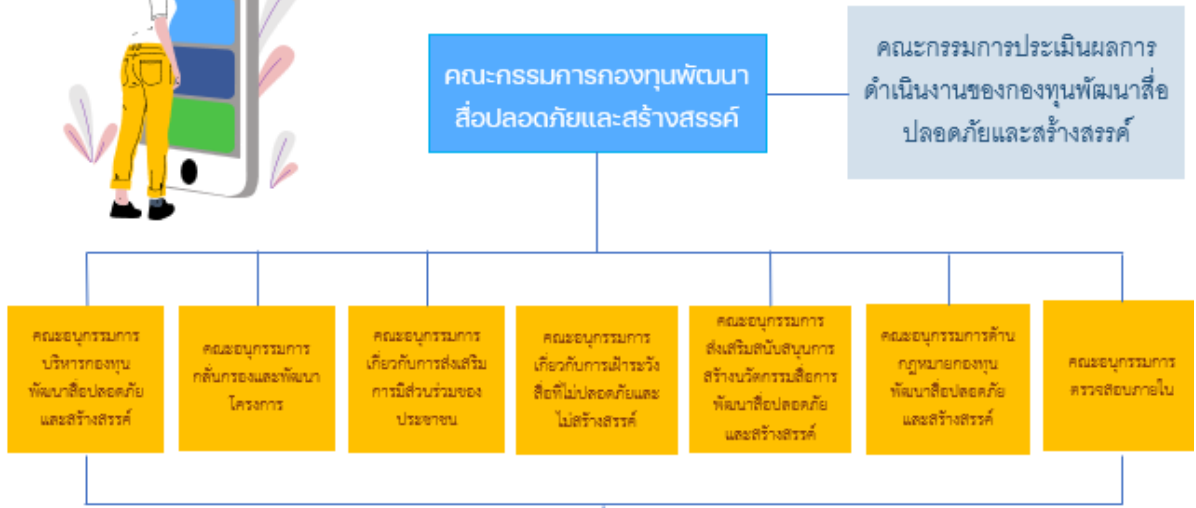 คณะกรรมการกองทุนพัฒนา
สื่อปลอดภัยและสร้างสรรค์
คณะกรรมการประเมินผลการ
ดำเนินงานของกองทุนพัฒนาสื่อ
ปลอดภัยและสร้างสรรค์
คณะอนุกรรมการ
บริหารกองทุน
พัฒนาสื่อปลอดภัย
และสร้างสรรค์
คณะอนุกรรมการ
กลั่นกรองและพัฒนา
โครงการ
คณะอนุกรรมการ
เกี่ยวกับการส่งเสริม
การมีส่วนร่วมของ
ประชาชน
คณะอนุกรรมการ
เกี่ยวกับการเฝ้าระวัง
สื่อที่ไม่ปลอดภัยและ
ไม่สร้างสรรค์
คณะอนุกรรมการ
ส่งเสริมสนับสนุนการ
สร้างนวัตกรรมสื่อการ
พัฒนาสื่อปลอดภัย
และสร้างสรรค์
คณะอนุกรรมการด้าน
กฎหมายกองทุน
พัฒนาสื่อปลอดภัย
และสร้างสรรค์
คณะอนุกรรมการ
ตรวจสอบภายใน